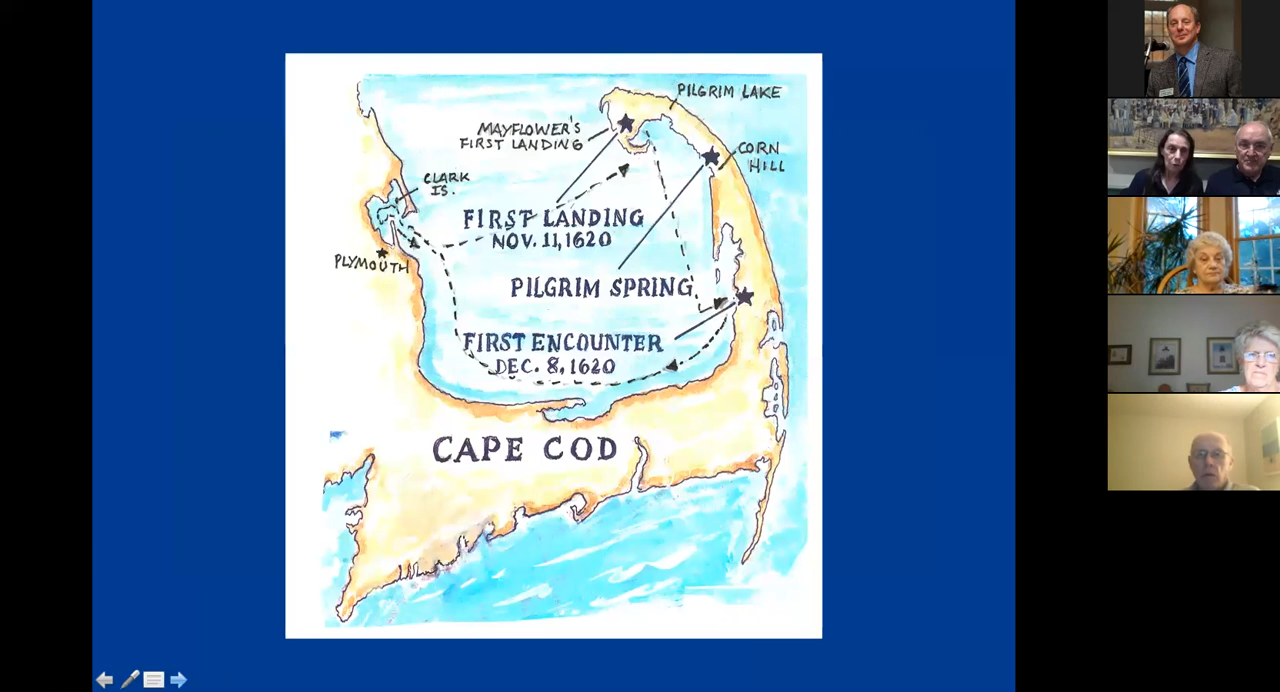 PILGRIM LAKE
MAYFLOWER'S
FIRST LANDING
CORN
HILL
CLARK
IS.
FIRST LANDING
NOV. 11, 1620
PLYMOUTH
PILGRIM SPRING
FIRST ENCOUNTER
DEC. 8, 1620
CAPE COD